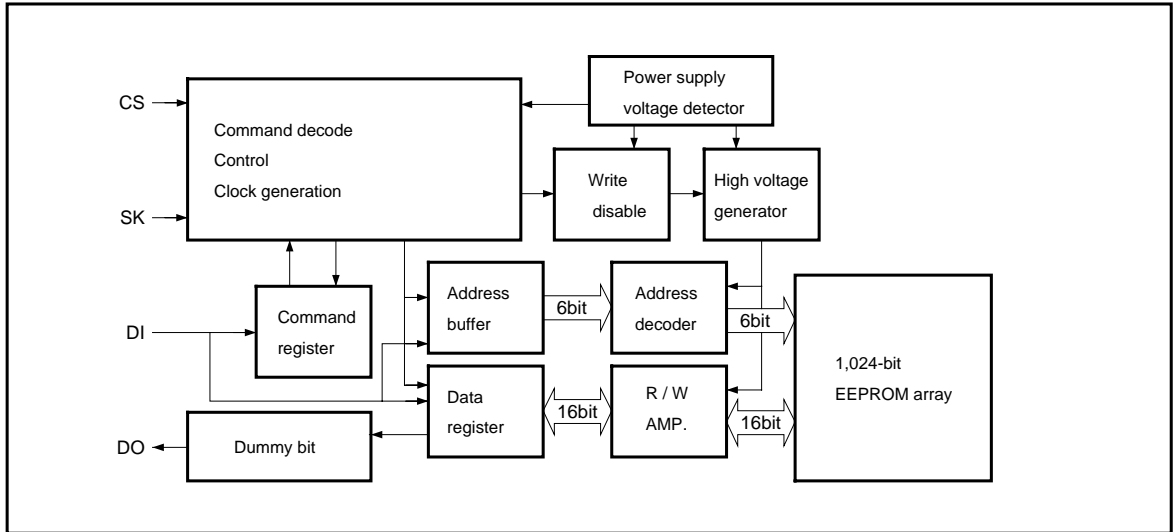 CS
SK
DI
DO
Command decode
Control
Clock generation
Power supply
voltage detector
Write
disable
High voltage
generator
Command
register
Address
buffer
6bit
Address
decoder
6bit
Data
register
16bit
R / W
AMP.
16bit
1,024-bit
EEPROM array
Dummy bit